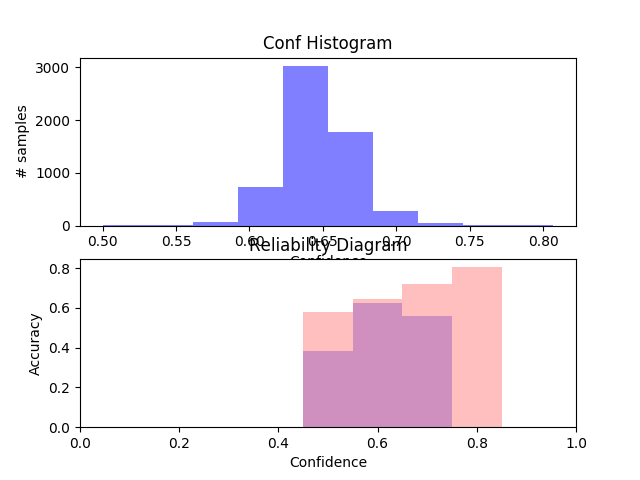 Conf Histogram
3000
2000
1000
0
# samples
0.50 0.55 0.60 0.65 0.70 0.75 0.80
Confidence
Reliability Diagram
0.8
0.6
0.4
0.2
0.0
Accuracy
0.0 0.2 0.4 0.6 0.8 1.0
Confidence